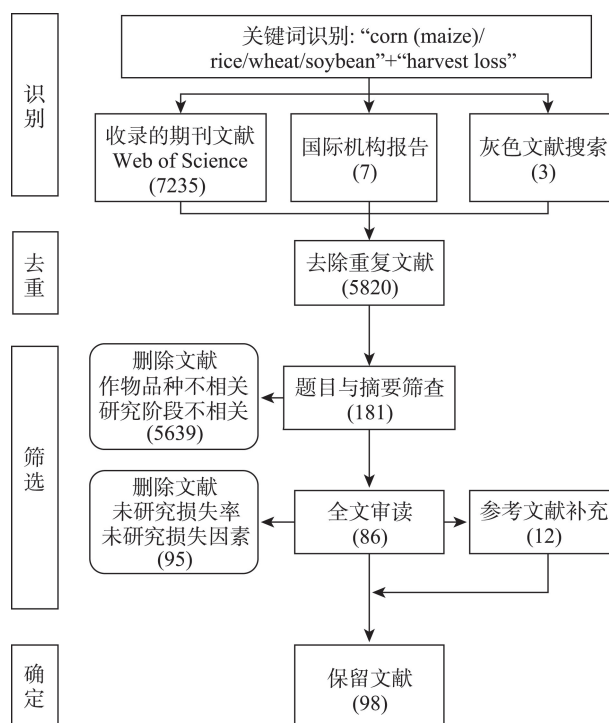 关键词识别: “corn (maize)/
rice/wheat/soybean”+“harvest loss”
识别
收录的期刊文献
Web of Science
(7235)
国际机构报告
(7)
灰色文献搜索
(3)
去重
去除重复文献
(5820)
筛选
删除文献
作物品种不相关
研究阶段不相关
(5639)
题目与摘要筛查
(181)
删除文献
未研究损失率
未研究损失因素
(95)
全文审读
(86)
参考文献补充
(12)
确定
保留文献
(98)